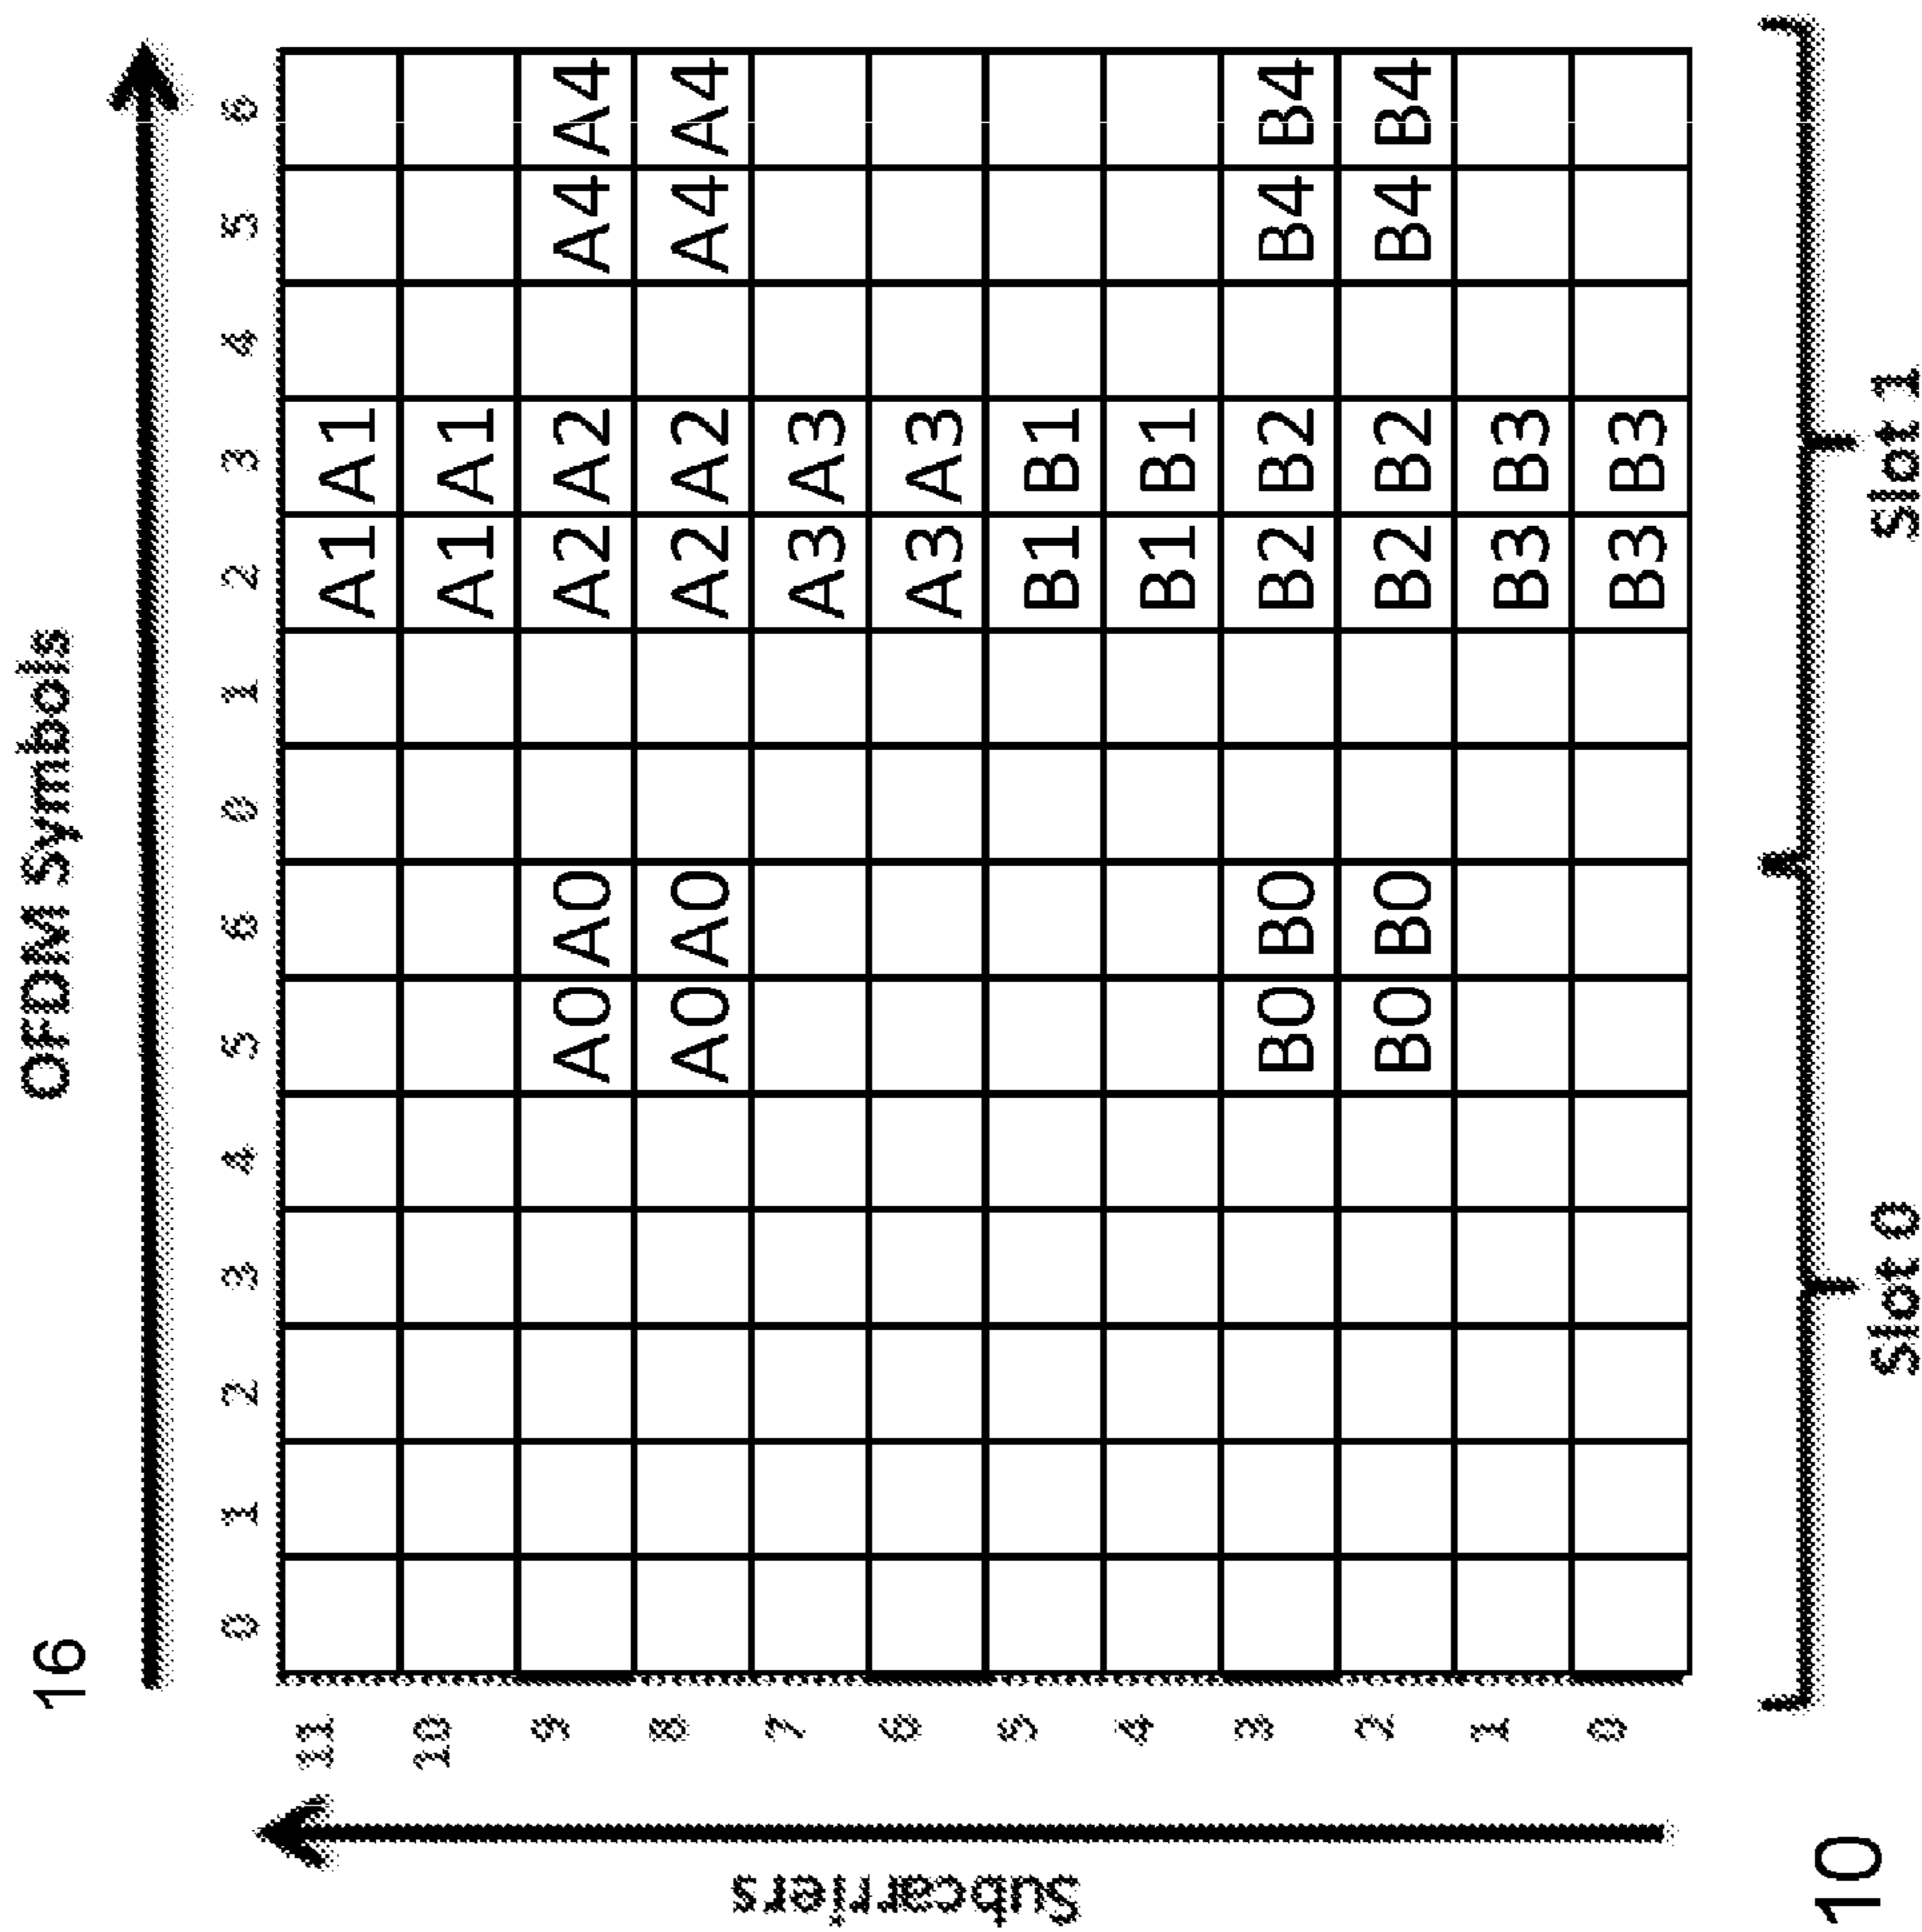 16
OFDM Symbols
0 1 2 3 4 5 6 0 1 2 3 4 5 6
Subcarriers
11 A1 A1
10 A1 A1
9 A0 A0 A2 A2 A4 A4
8 A0 A0 A2 A2 A4 A4
7 A3 A3
6 A3 A3
5 B1 B1
4 B1 B1
3 B0 B0 B2 B2 B4 B4
2 B0 B0 B2 B2 B4 B4
1 B3 B3
0 B3 B3
10
Slot 0 Slot 1